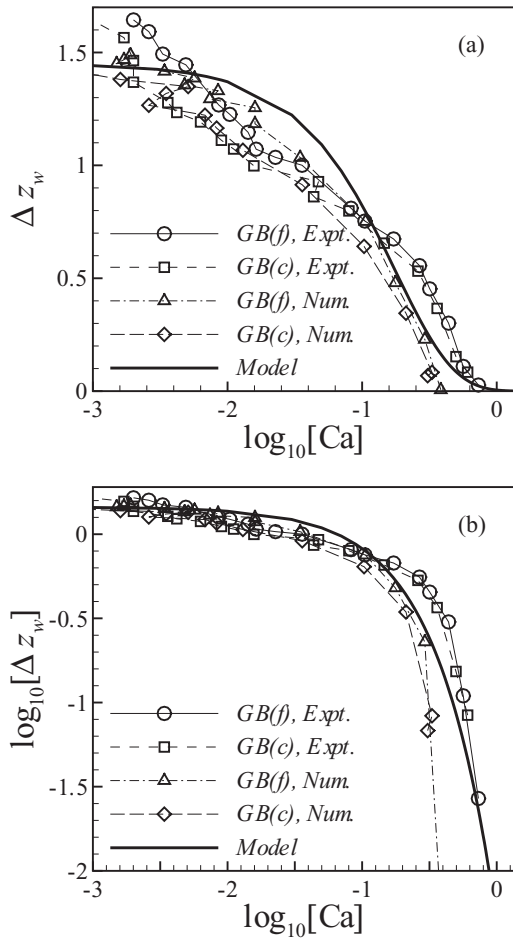 (a)
1.5
1
0.5
0
Δ z_w
GB(f), Expt.
GB(c), Expt.
GB(f), Num.
GB(c), Num.
Model
-3 -2 -1 0
log₁₀[Ca]
(b)
0
-0.5
-1
-1.5
-2
log₁₀[Δ z_w]
GB(f), Expt.
GB(c), Expt.
GB(f), Num.
GB(c), Num.
Model
-3 -2 -1 0
log₁₀[Ca]